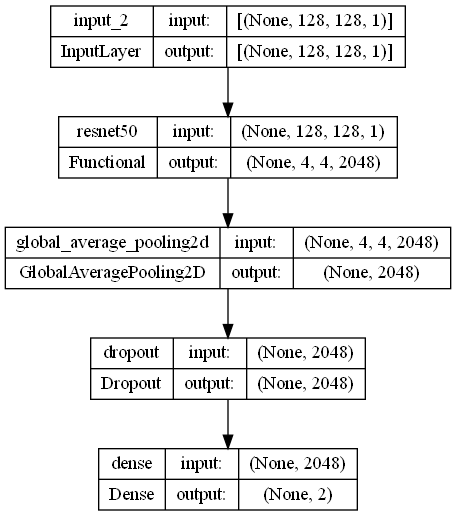 input_2 input: [(None, 128, 128, 1)]
InputLayer output: [(None, 128, 128, 1)]
resnet50 input: (None, 128, 128, 1)
Functional output: (None, 4, 4, 2048)
global_average_pooling2d input: (None, 4, 4, 2048)
GlobalAveragePooling2D output: (None, 2048)
dropout input: (None, 2048)
Dropout output: (None, 2048)
dense input: (None, 2048)
Dense output: (None, 2)